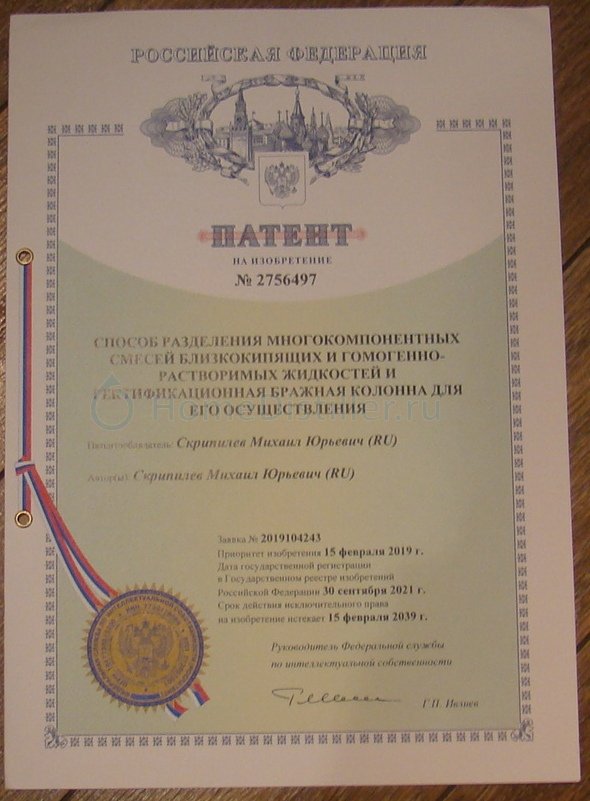 РОССИЙСКАЯ ФЕДЕРАЦИЯ
ПАТЕНТ
НА ИЗОБРЕТЕНИЕ
№ 2756497
СПОСОБ РАЗДЕЛЕНИЯ МНОГОКОМПОНЕНТНЫХ
СМЕСЕЙ БЛИЗКОКИПЯЩИХ И ГОМОГЕННО-
РАСТВОРИМЫХ ЖИДКОСТЕЙ И
РЕКТИФИКАЦИОННАЯ БРАЖНАЯ КОЛОННА ДЛЯ
ЕГО ОСУЩЕСТВЛЕНИЯ
Патентообладатель: Скрипилев Михаил Юрьевич (RU)
Автор(ы): Скрипилев Михаил Юрьевич (RU)
Заявка № 2019104243
Приоритет изобретения 15 февраля 2019 г.
Дата государственной регистрации
в Государственном реестре изобретений
Российской Федерации 30 сентября 2021 г.
Срок действия исключительного права
на изобретение истекает 15 февраля 2039 г.
Руководитель Федеральной службы
по интеллектуальной собственности
Г.П. Ивлиев